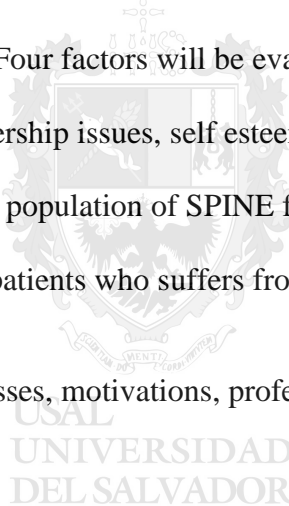 Four factors will be eva
ership issues, self esteer
population of SPINE f
patients who suffers fro
sses, motivations, profe
USAL
UNIVERSIDAD
DEL SALVADOR